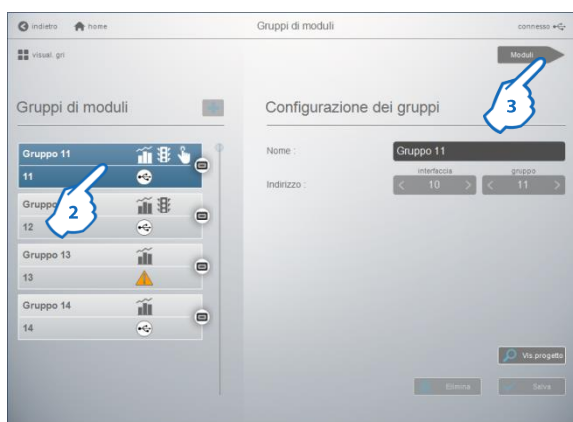 indietro home Gruppi di moduli connesso
visual. gri
Moduli
Gruppi di moduli
Configurazione dei gruppi
3
Gruppo 11
11
2
Gruppo
12
Gruppo 13
13
Gruppo 14
14
Nome :
Gruppo 11
interfaccia gruppo
Indirizzo :
< 10 > < 11 >
Vis.progetto
Elimina Salva